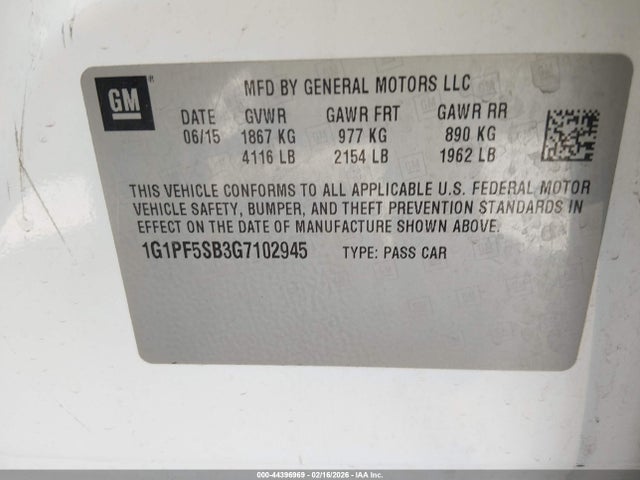 GM
MFD BY GENERAL MOTORS LLC
DATE GVWR GAWR FRT GAWR RR
06/15 1867 KG 977 KG 890 KG
4116 LB 2154 LB 1962 LB
THIS VEHICLE CONFORMS TO ALL APPLICABLE U.S. FEDERAL MOTOR
VEHICLE SAFETY, BUMPER, AND THEFT PREVENTION STANDARDS IN
EFFECT ON THE DATE OF MANUFACTURE SHOWN ABOVE.
1G1PF5SB3G7102945 TYPE: PASS CAR
000-44396969 | 02/16/2026 | IAA Inc.